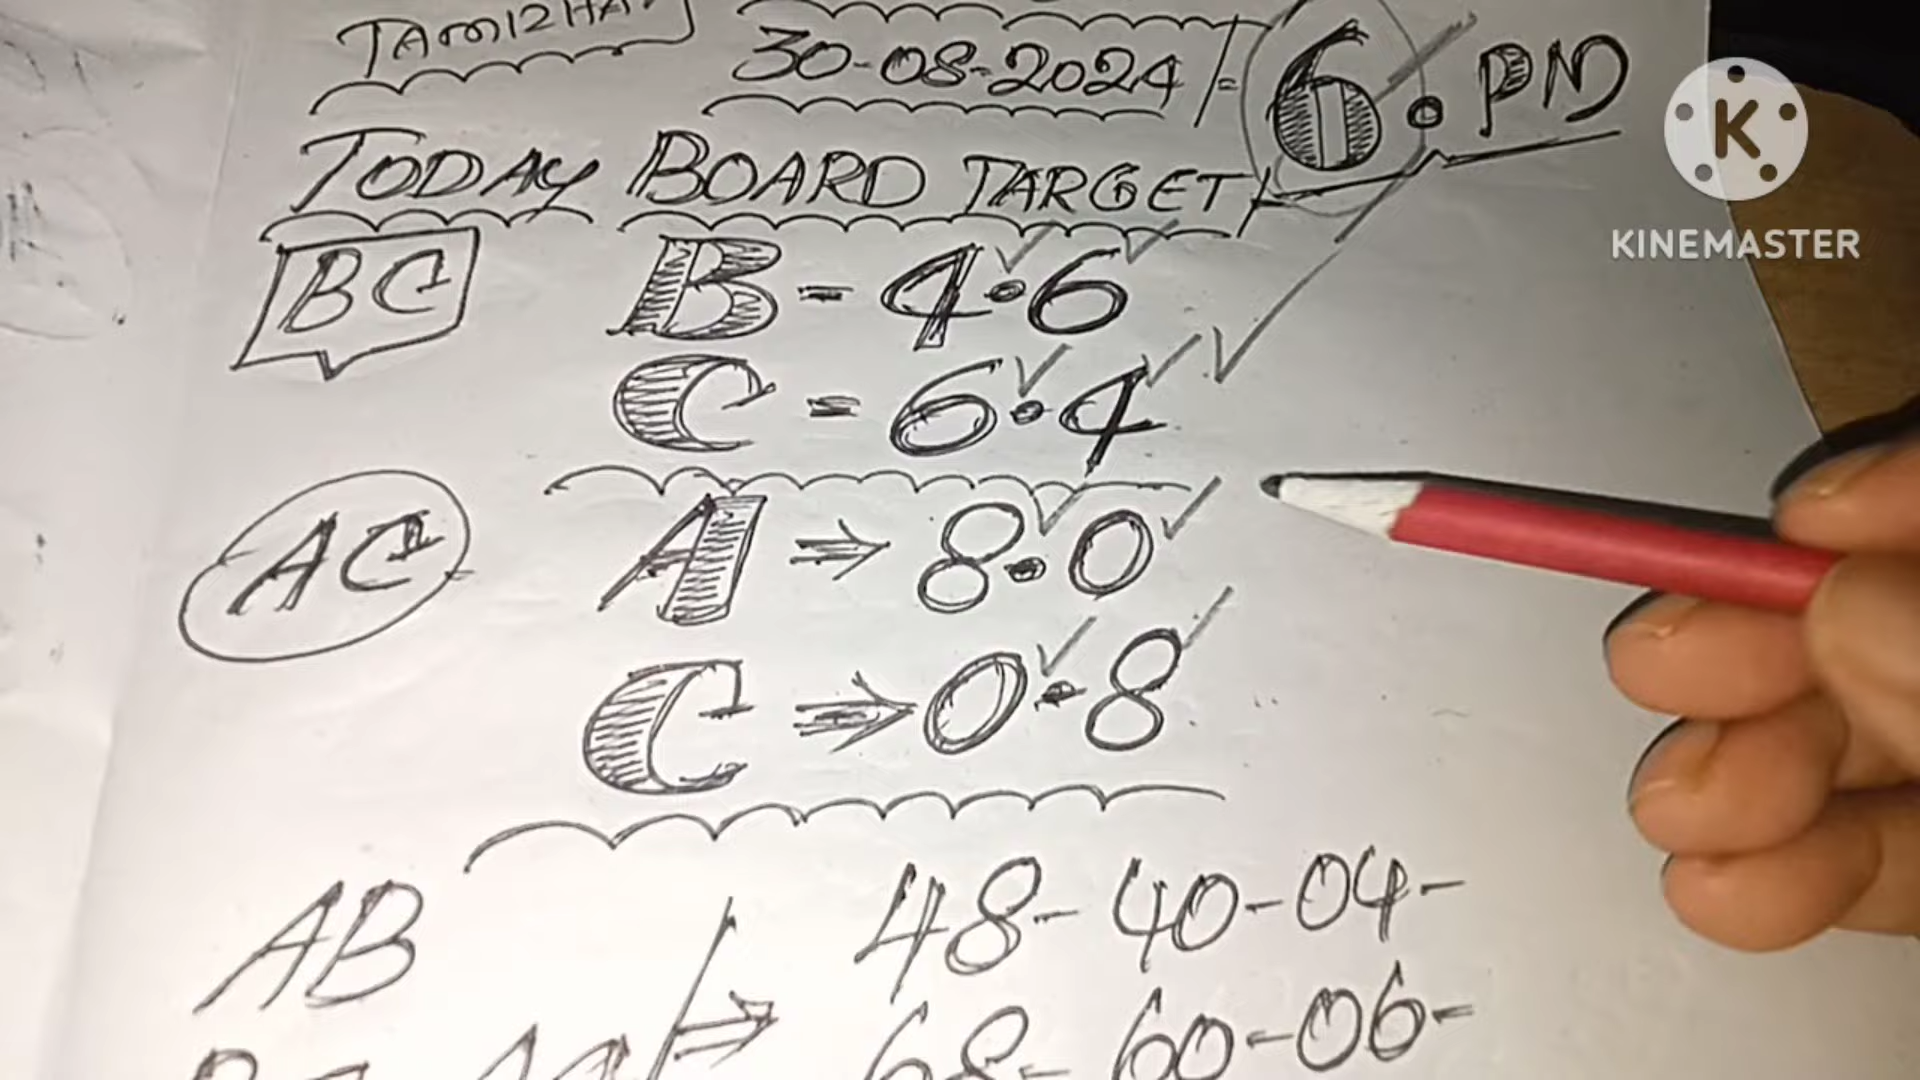 TAMIZHA
30-08-2024 /= 6. PM
TODAY BOARD TARGET/
BC B = 4.6
C = 6.4
AC A ⇒ 8.0
C ⇒ 0.8
AB 48- 40-04-
⇒ 68- 60-06-
K
KINEMASTER